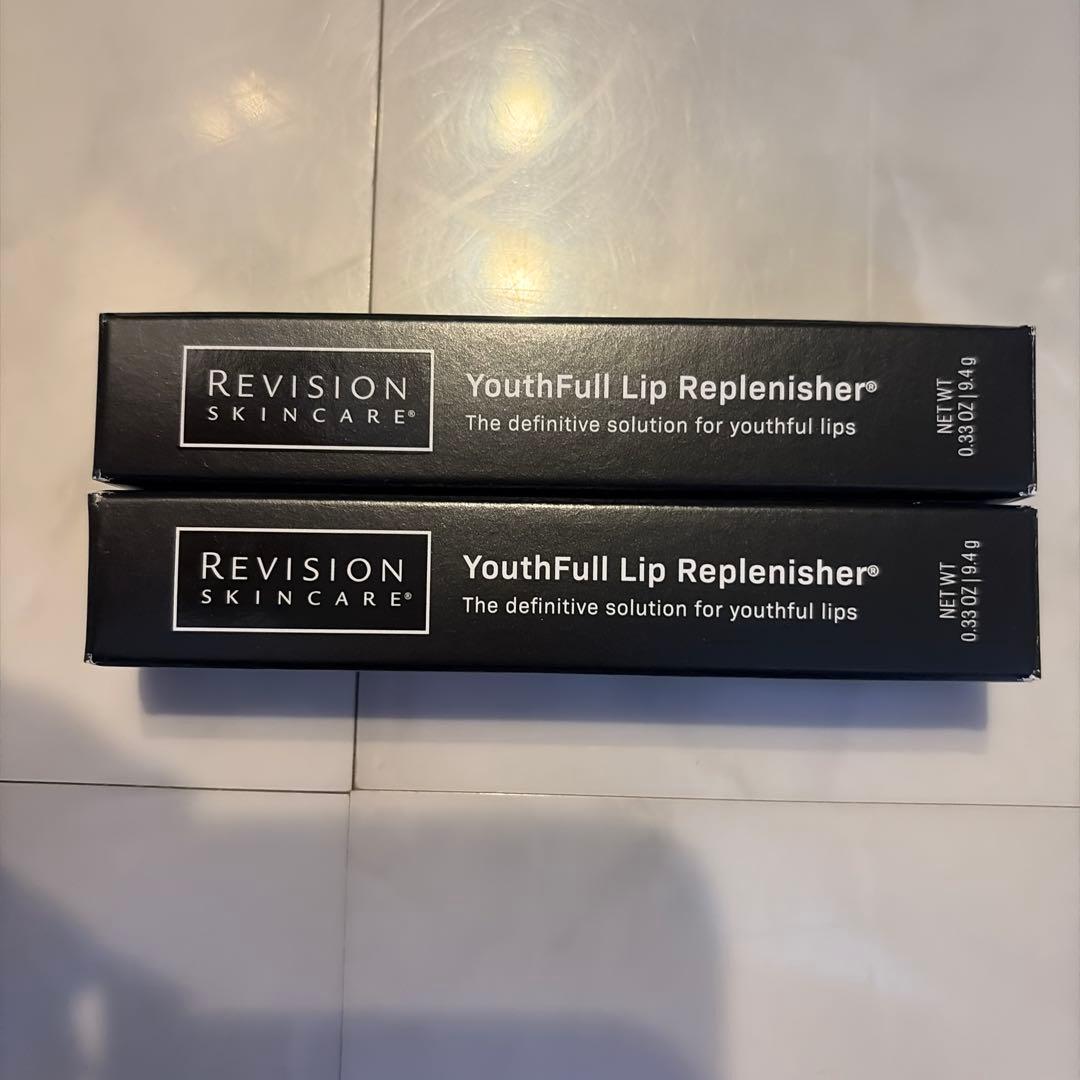 REVISION
SKINCARE®
YouthFull Lip Replenisher®
The definitive solution for youthful lips
NET WT
0.33 OZ | 9.4 g
REVISION
SKINCARE®
YouthFull Lip Replenisher®
The definitive solution for youthful lips
NET WT
0.33 OZ | 9.4 g